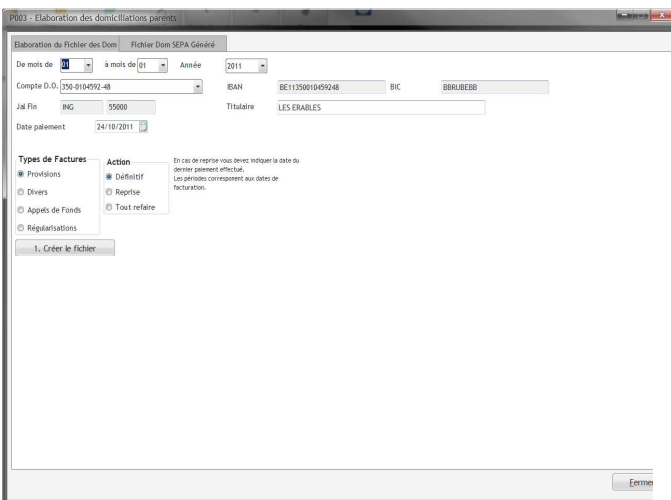 P003 - Elaboration des domiciliations parents
Elaboration du Fichier des Dom Fichier Dom SEPA Généré
De mois de 01 à mois de 01 Année 2011
Compte D.O. 350-0104592-48 IBAN BE11350010459248 BIC BBRUBEBB
Jal Fin ING 55000 Titulaire LES ERABLES
Date paiement 24/10/2011
Types de Factures Action
Provisions Définitif
Divers Reprise
Appels de Fonds Tout refaire
Régularisations
En cas de reprise vous devez indiquer la date du
dernier paiement effectué.
Les périodes corresponent aux dates de
facturation.
1. Créer le fichier
Fermer